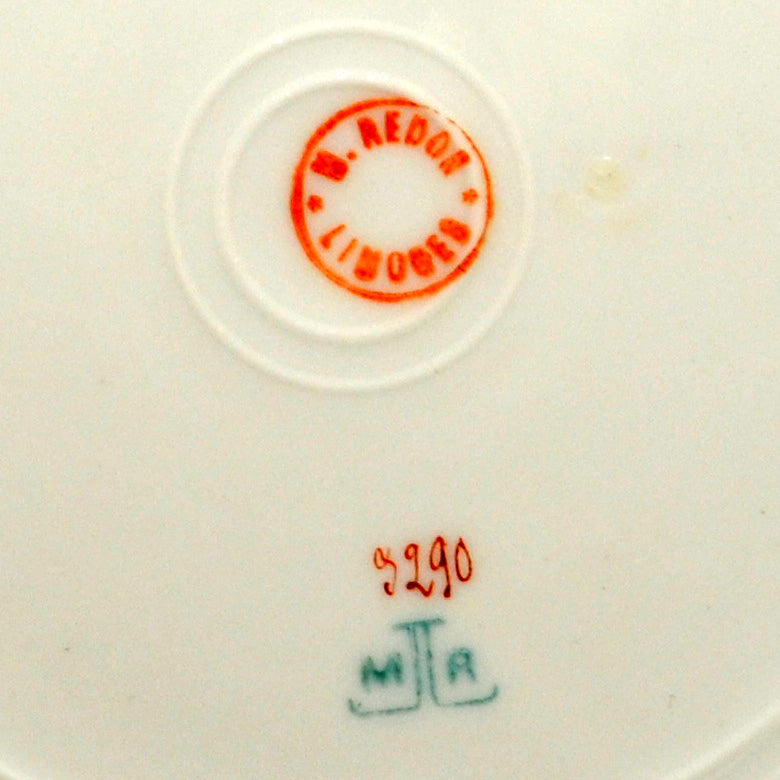 M. REDON
* LIMOGES *
3290
M R